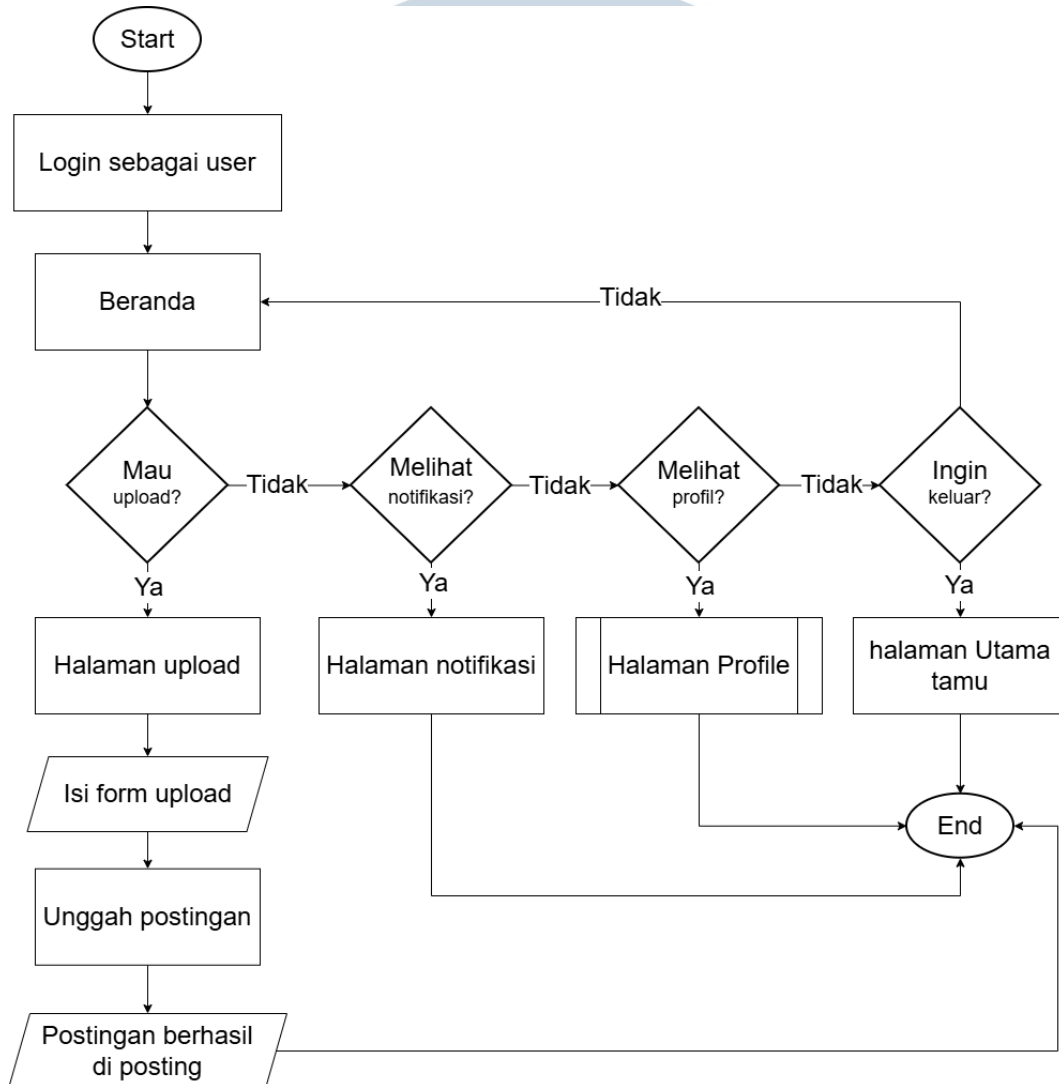 Start
Login sebagai user
Beranda
Tidak
Mau
upload?
Tidak
Melihat
notifikasi?
Tidak
Melihat
profil?
Tidak
Ingin
keluar?
Ya
Ya
Ya
Ya
Halaman upload
Halaman notifikasi
Halaman Profile
halaman Utama
tamu
Isi form upload
End
Unggah postingan
Postingan berhasil
di posting